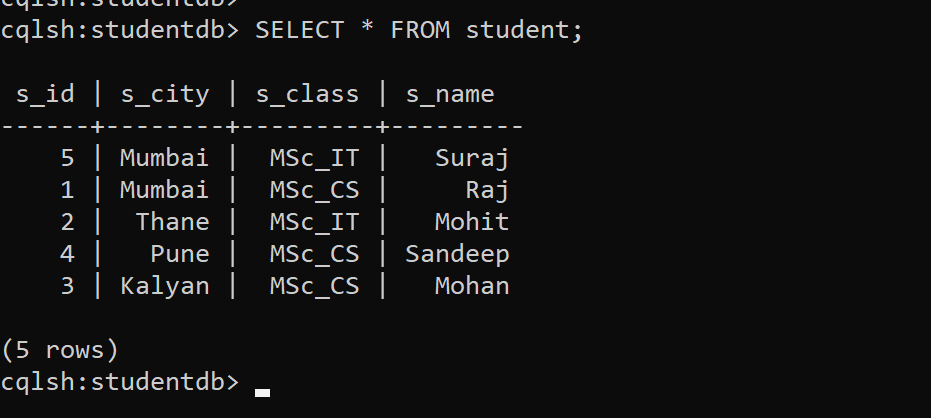 cqlsh:studentdb>
cqlsh:studentdb> SELECT * FROM student;
 s_id | s_city | s_class | s_name
------+--------+---------+---------
    5 | Mumbai |  MSc_IT |   Suraj
    1 | Mumbai |  MSc_CS |     Raj
    2 |  Thane |  MSc_IT |   Mohit
    4 |   Pune |  MSc_CS | Sandeep
    3 | Kalyan |  MSc_CS |   Mohan
(5 rows)
cqlsh:studentdb>